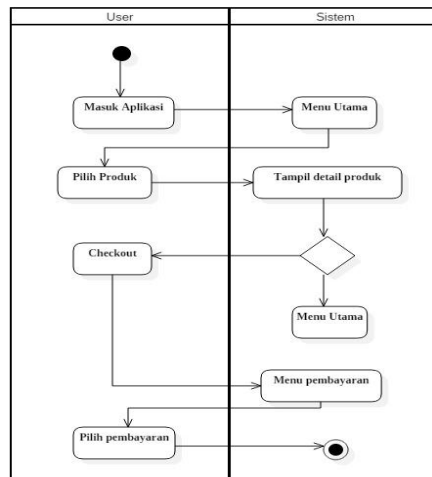 User
Sistem
Masuk Aplikasi
Menu Utama
Pilih Produk
Tampil detail produk
Checkout
Menu Utama
Menu pembayaran
Pilih pembayaran